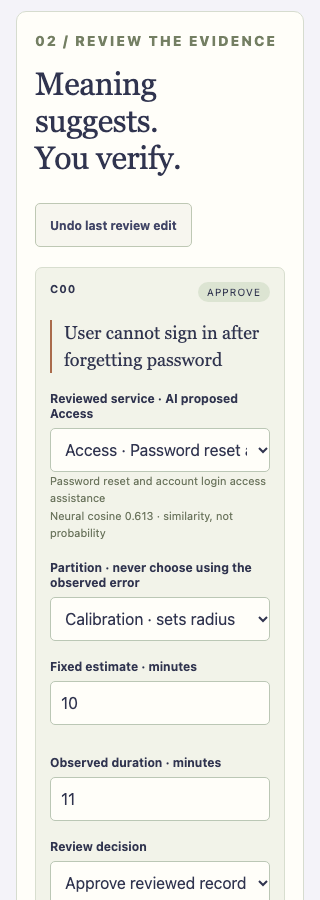 02 / REVIEW THE EVIDENCE
Meaning
suggests.
You verify.
Undo last review edit
C00
APPROVE
User cannot sign in after
forgetting password
Reviewed service · AI proposed
Access
Access · Password reset
Password reset and account login access
assistance
Neural cosine 0.613 · similarity, not
probability
Partition · never choose using the
observed error
Calibration · sets radius
Fixed estimate · minutes
10
Observed duration · minutes
11
Review decision
Approve reviewed record